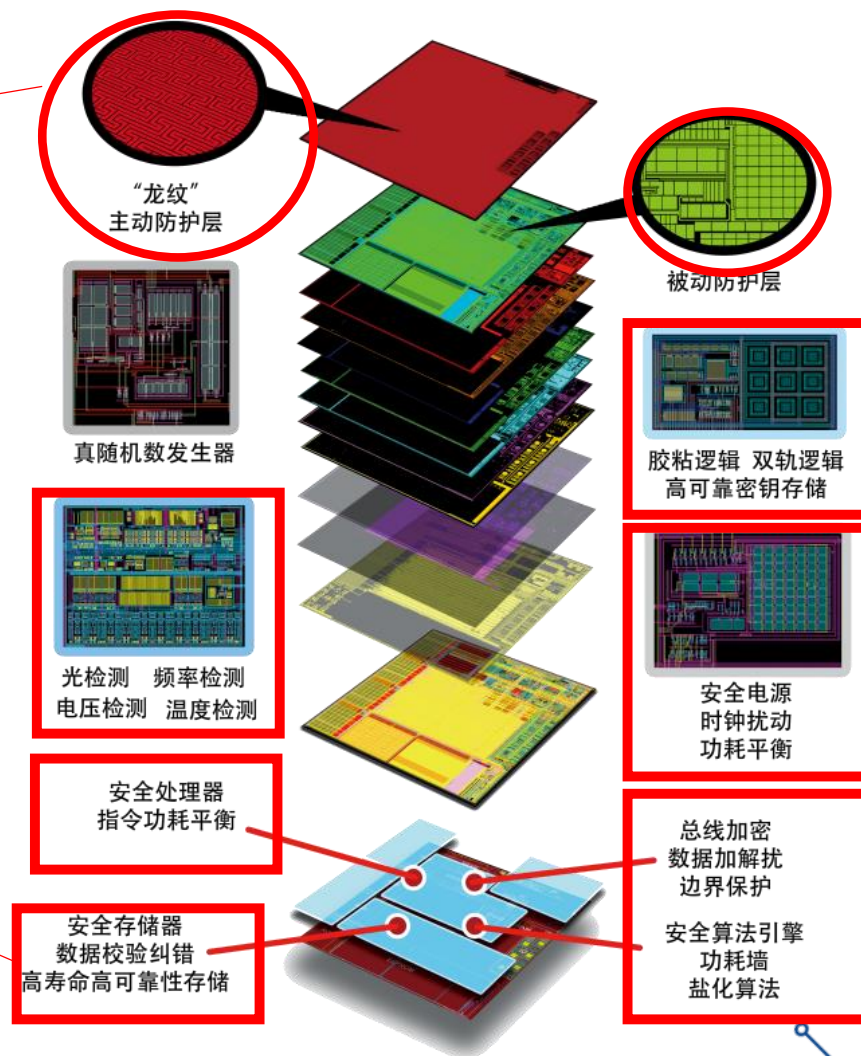 “龙纹”
主动防护层
被动防护层
真随机数发生器
胶粘逻辑 双轨逻辑
高可靠密钥存储
光检测 频率检测
电压检测 温度检测
安全电源
时钟扰动
功耗平衡
安全处理器
指令功耗平衡
总线加密
数据加解扰
边界保护
安全存储器
数据校验纠错
高寿命高可靠性存储
安全算法引擎
功耗墙
盐化算法